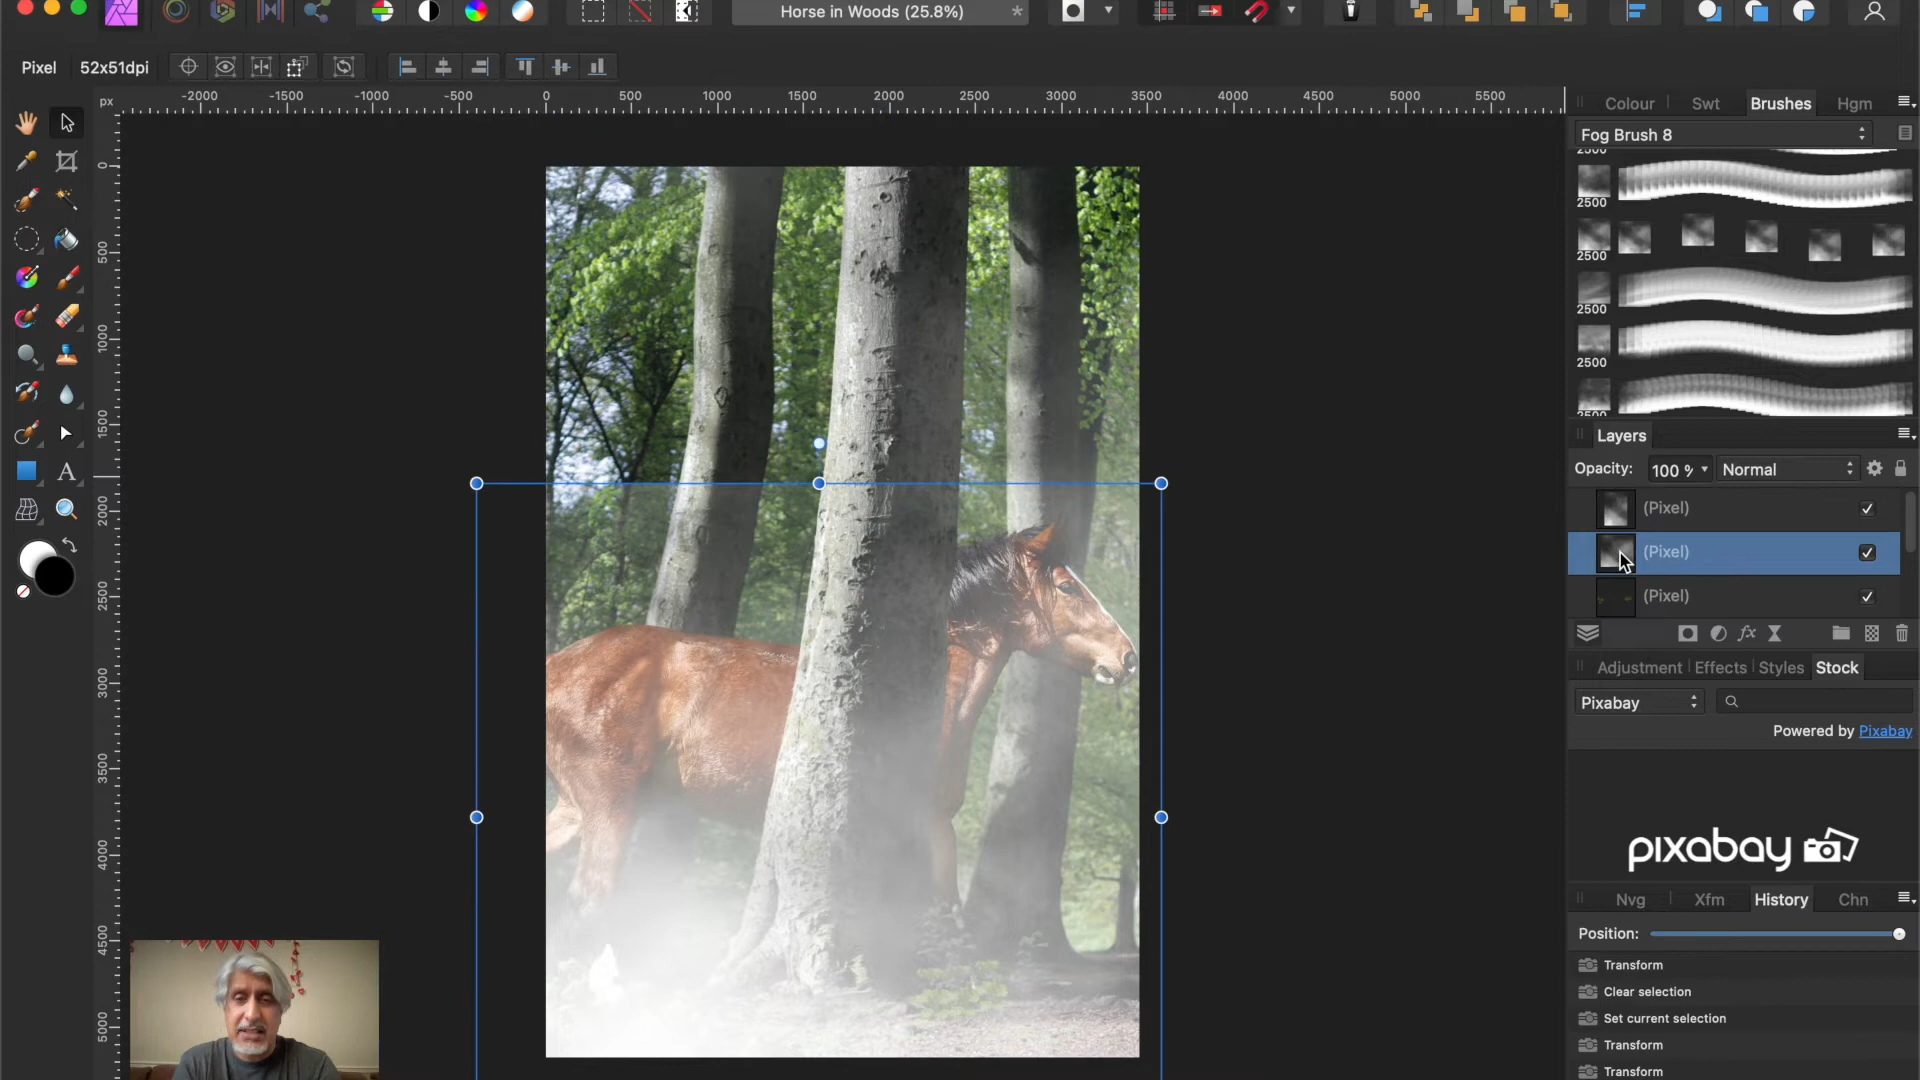 Horse in Woods (25.8%) *
Pixel 52x51dpi
px -2000 -1500 -1000 -500 0 500 1000 1500 2000 2500 3000 3500 4000 4500 5000 5500
0
500
1000
1500
2000
2500
3000
3500
4000
4500
5000
Colour Swt Brushes Hgm
Fog Brush 8
2500
2500
2500
2500
2500
2500
Layers
Opacity: 100 % Normal
(Pixel)
(Pixel)
(Pixel)
fx
Adjustment Effects Styles Stock
Pixabay
Powered by Pixabay
pixabay
Nvg Xfm History Chn
Position:
Transform
Clear selection
Set current selection
Transform
Transform
A